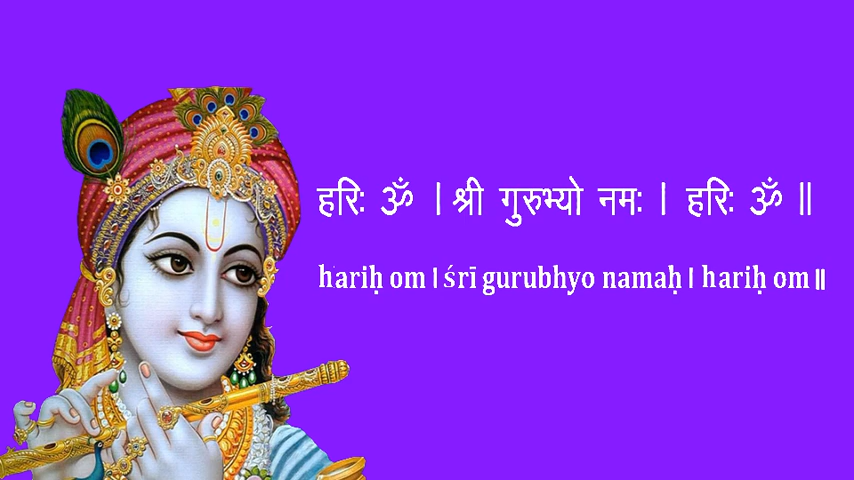 हरिः ॐ । श्री गुरुभ्यो नमः । हरिः ॐ ॥
hariḥ om । śrī gurubhyo namaḥ । hariḥ om ॥